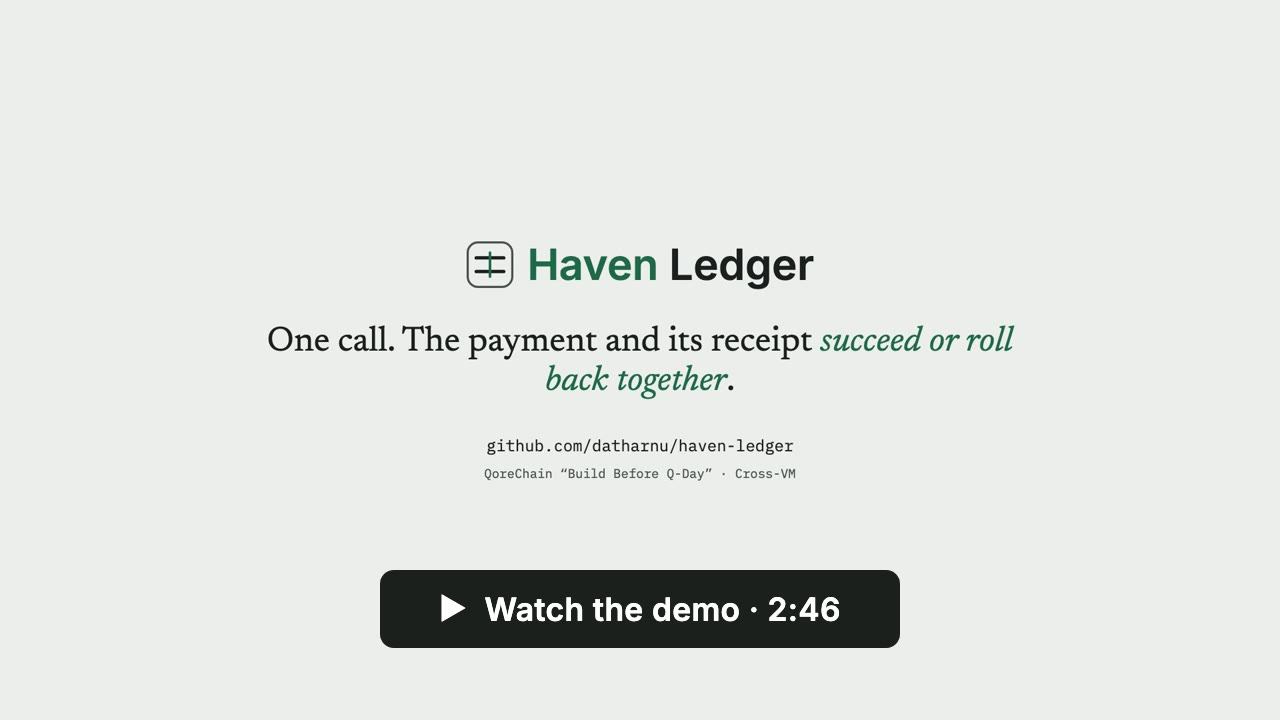 Haven Ledger
One call. The payment and its receipt succeed or roll
back together.
github.com/datharnu/haven-ledger
QoreChain “Build Before Q-Day” · Cross-VM
Watch the demo · 2:46